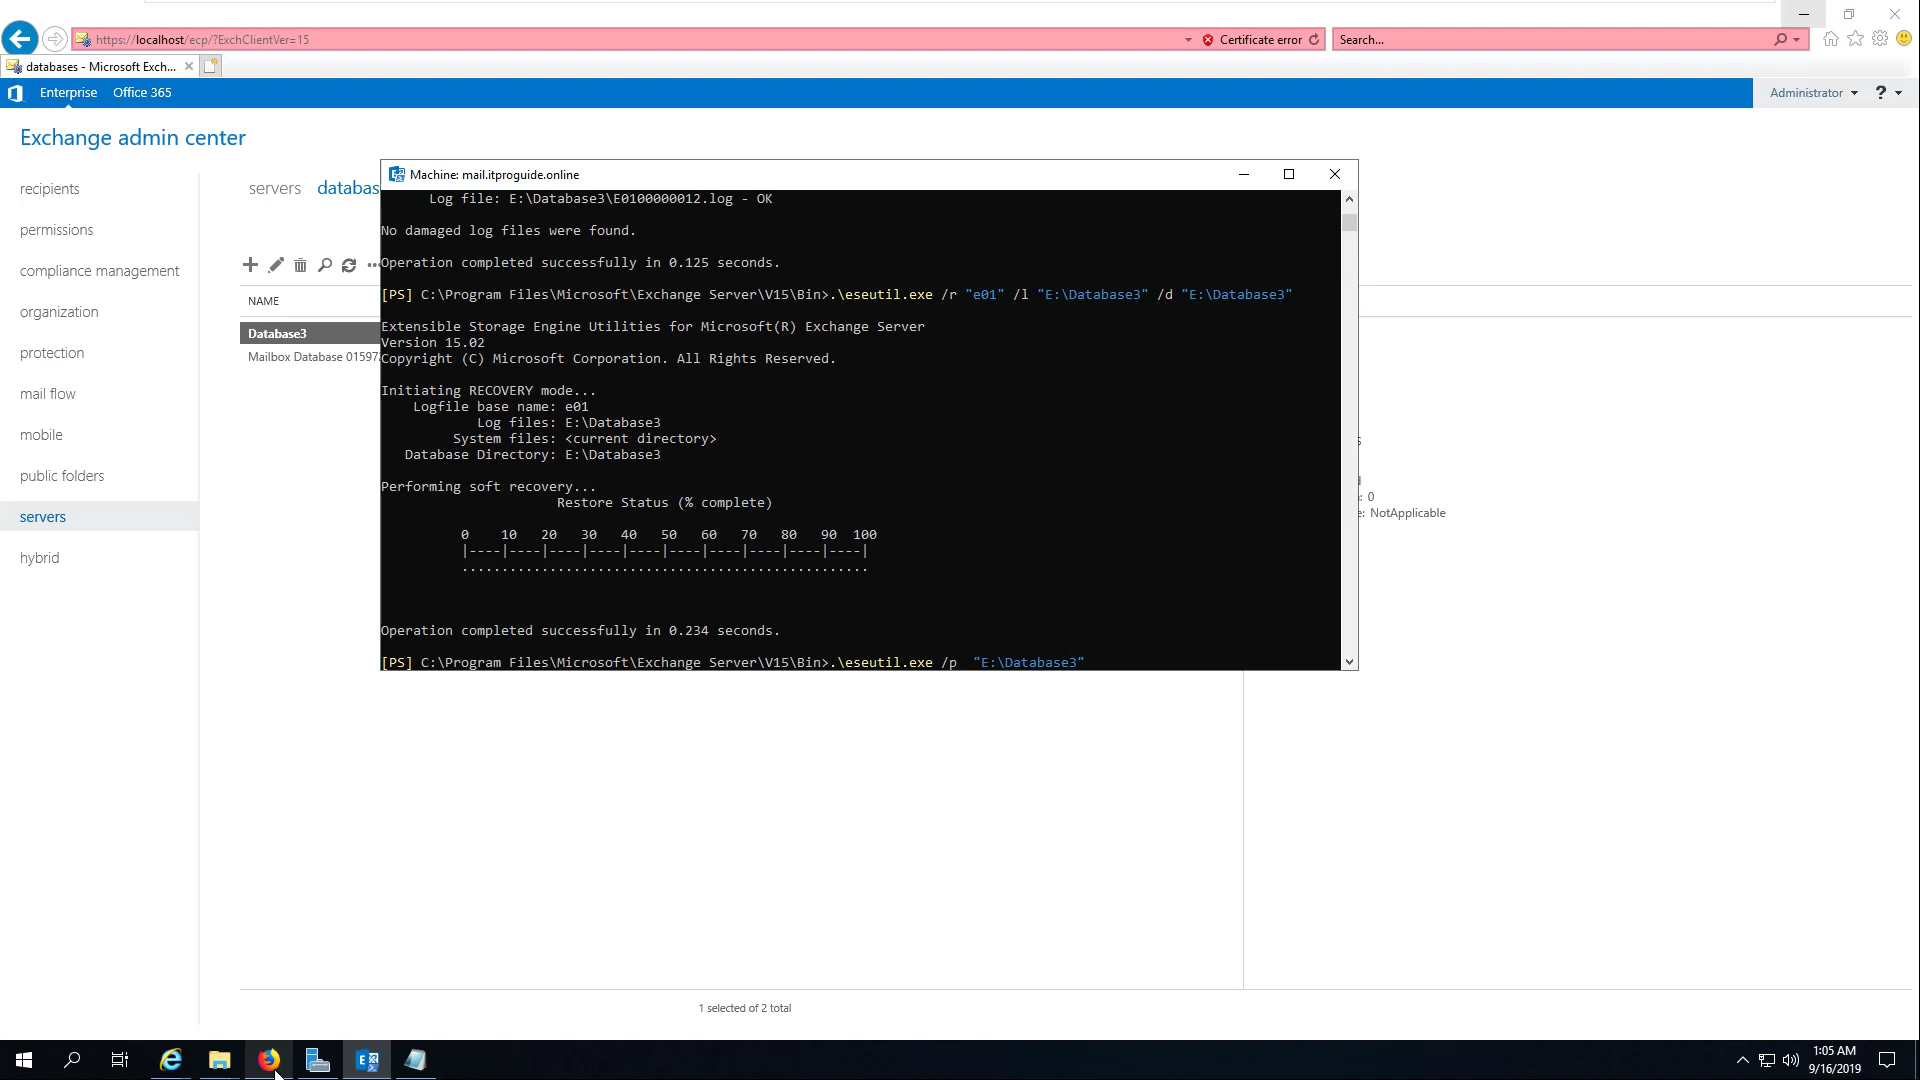 https://localhost/ecp/?ExchClientVer=15
Certificate error
Search...
databases - Microsoft Exch...
Enterprise
Office 365
Administrator
?
Exchange admin center
recipients
permissions
compliance management
organization
protection
mail flow
mobile
public folders
servers
hybrid
servers databas
NAME
Database3
Mailbox Database 01597
Machine: mail.itproguide.online
Log file: E:\Database3\E0100000012.log - OK
No damaged log files were found.
Operation completed successfully in 0.125 seconds.
[PS] C:\Program Files\Microsoft\Exchange Server\V15\Bin>.\eseutil.exe /r "e01" /l "E:\Database3" /d "E:\Database3"
Extensible Storage Engine Utilities for Microsoft(R) Exchange Server
Version 15.02
Copyright (C) Microsoft Corporation. All Rights Reserved.
Initiating RECOVERY mode...
Logfile base name: e01
Log files: E:\Database3
System files: <current directory>
Database Directory: E:\Database3
Performing soft recovery...
Restore Status (% complete)
0 10 20 30 40 50 60 70 80 90 100
|----|----|----|----|----|----|----|----|----|----|
...................................................
Operation completed successfully in 0.234 seconds.
[PS] C:\Program Files\Microsoft\Exchange Server\V15\Bin>.\eseutil.exe /p  "E:\Database3"
: 0
e: NotApplicable
1 selected of 2 total
1:05 AM
9/16/2019